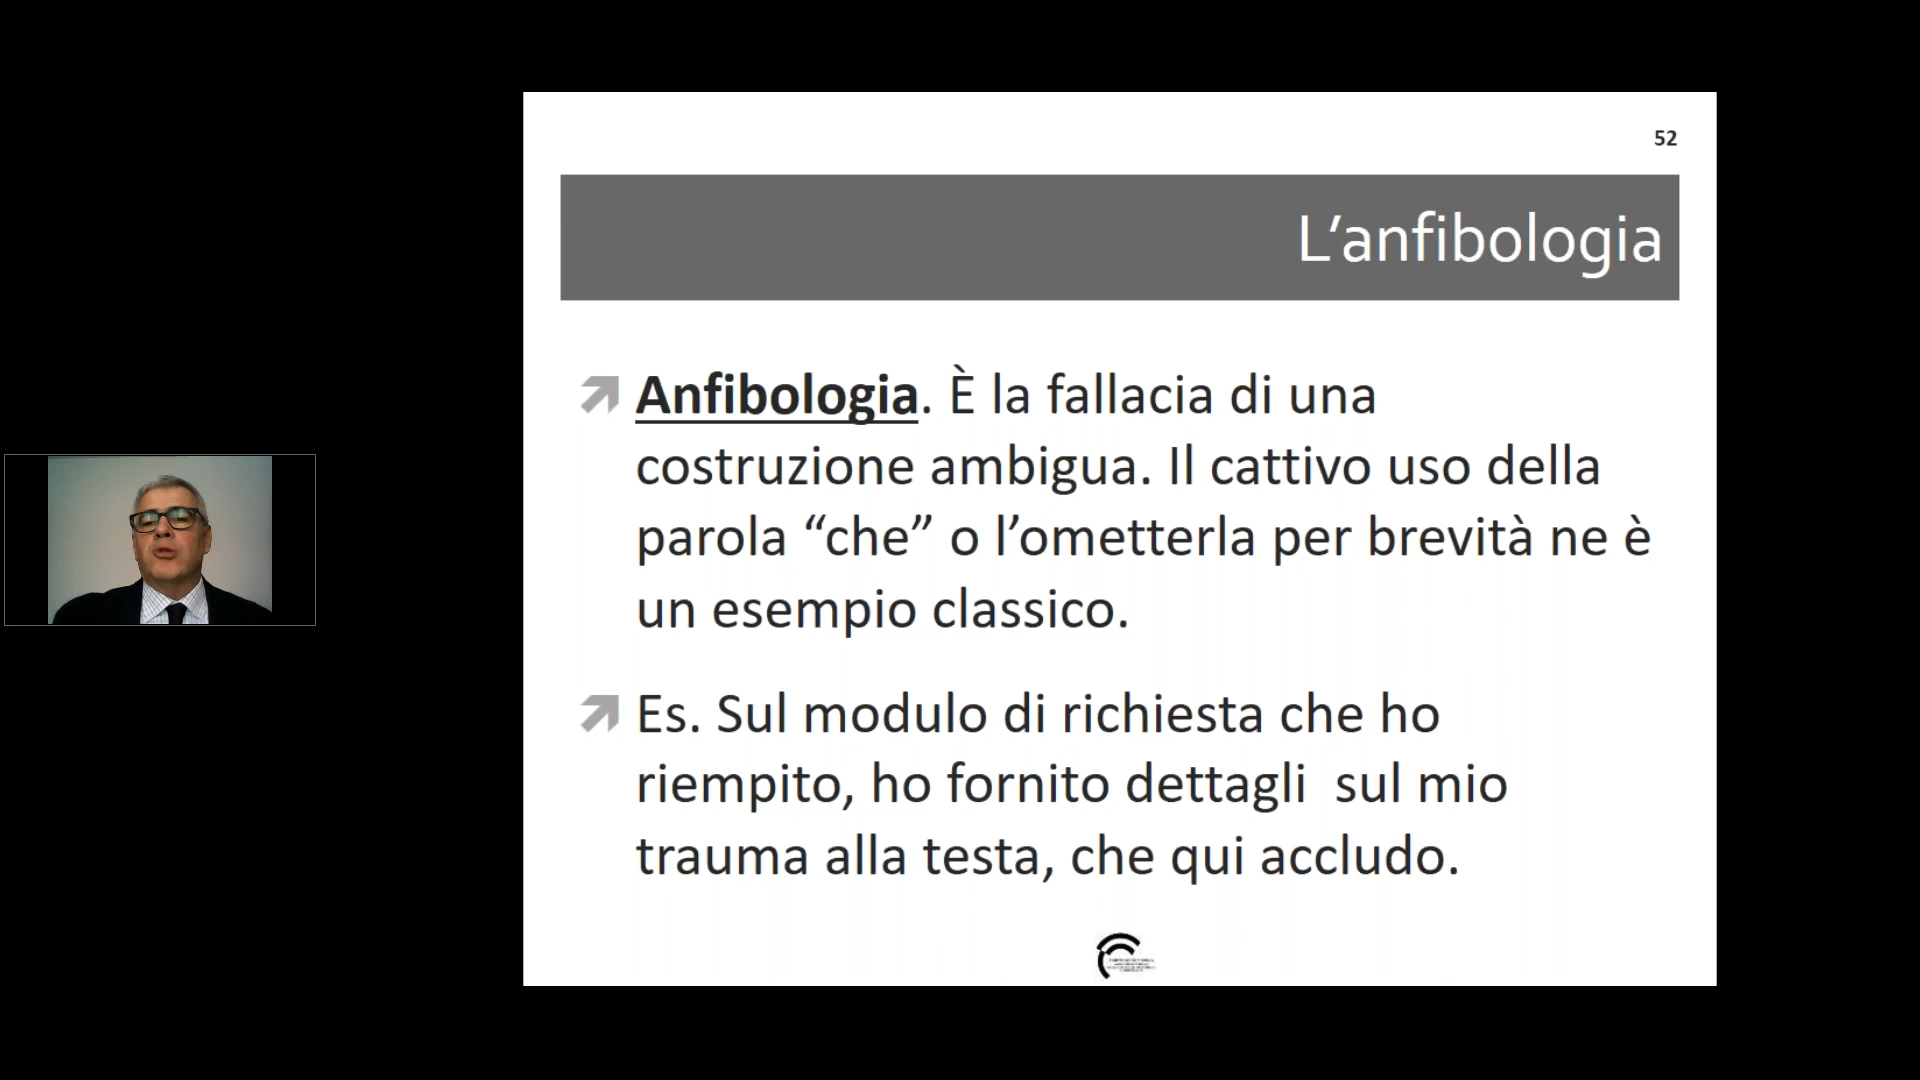 52
L’anfibologia
Anfibologia. È la fallacia di una
costruzione ambigua. Il cattivo uso della
parola “che” o l’ometterla per brevità ne è
un esempio classico.
Es. Sul modulo di richiesta che ho
riempito, ho fornito dettagli  sul mio
trauma alla testa, che qui accludo.